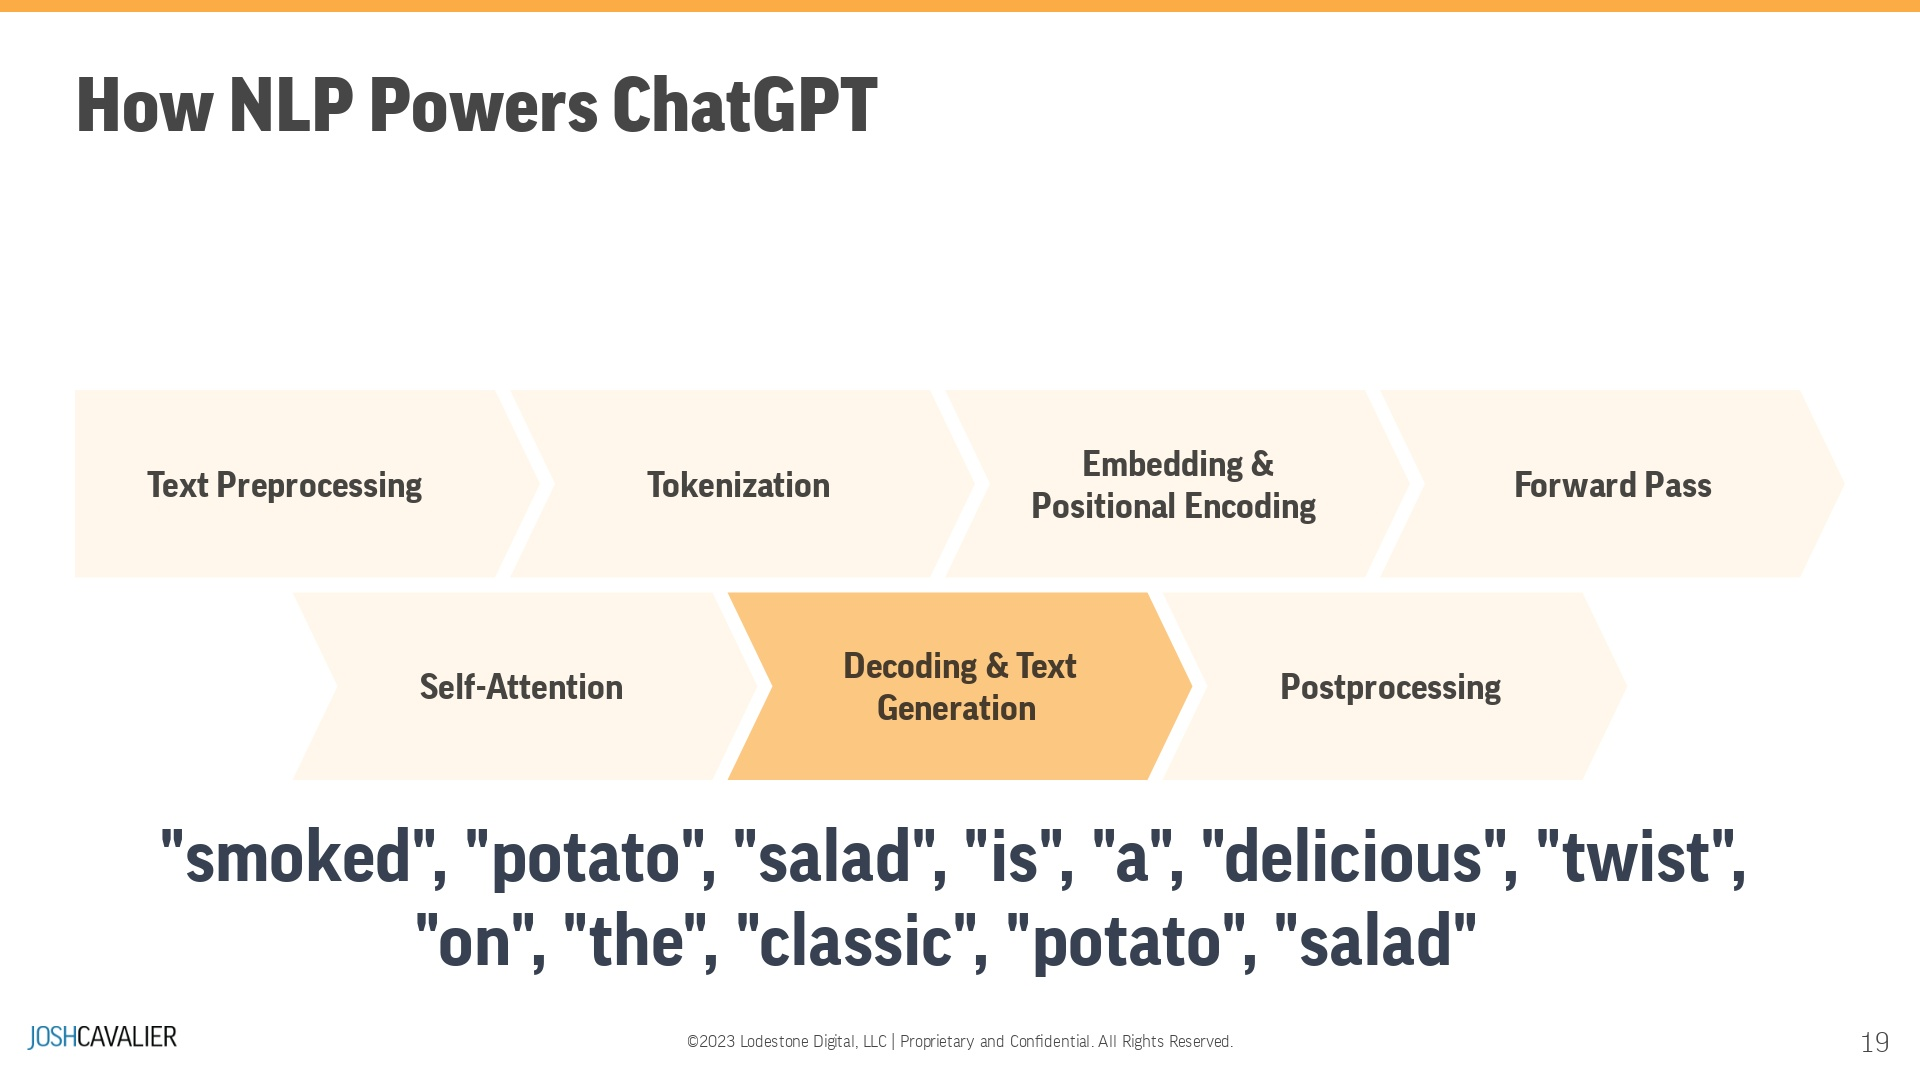 How NLP Powers ChatGPT
Text Preprocessing
Tokenization
Embedding &
Positional Encoding
Forward Pass
Self-Attention
Decoding & Text
Generation
Postprocessing
"smoked", "potato", "salad", "is", "a", "delicious", "twist",
"on", "the", "classic", "potato", "salad"
JOSHCAVALIER
©2023 Lodestone Digital, LLC | Proprietary and Confidential. All Rights Reserved.
19